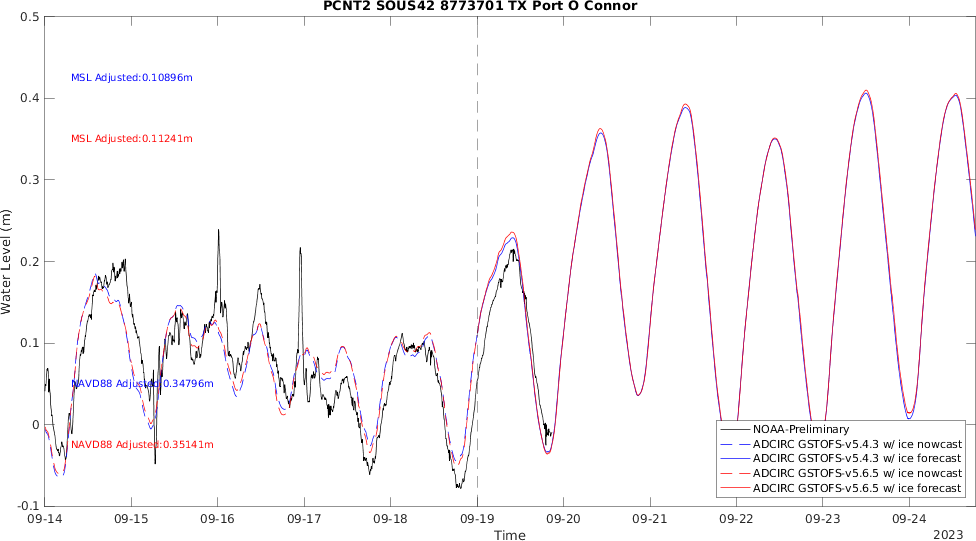 PCNT2 SOUS42 8773701 TX Port O Connor
0.5
0.4
0.3
0.2
0.1
0
-0.1
Water Level (m)
MSL Adjusted:0.10896m
MSL Adjusted:0.11241m
NAVD88 Adjusted:0.34796m
NAVD88 Adjusted:0.35141m
NOAA-Preliminary
ADCIRC GSTOFS-v5.4.3 w/ ice nowcast
ADCIRC GSTOFS-v5.4.3 w/ ice forecast
ADCIRC GSTOFS-v5.6.5 w/ ice nowcast
ADCIRC GSTOFS-v5.6.5 w/ ice forecast
09-14 09-15 09-16 09-17 09-18 09-19 09-20 09-21 09-22 09-23 09-24
Time
2023